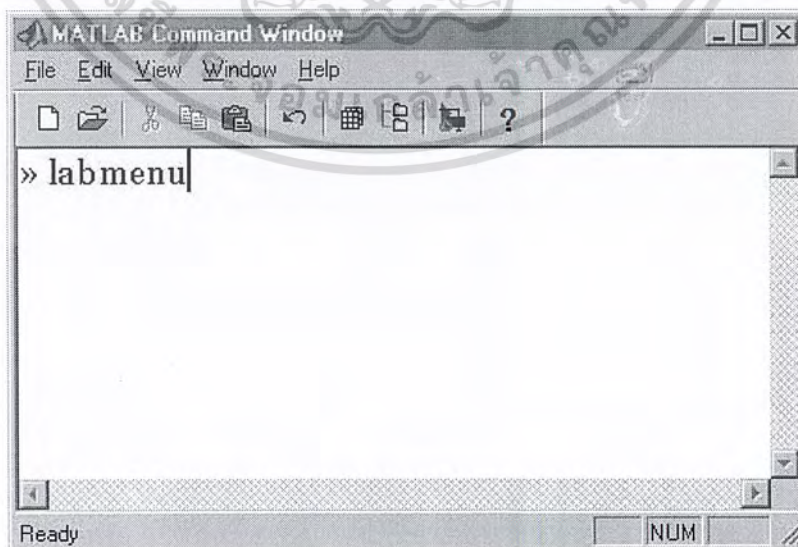 MATLAB Command Window
File Edit View Window Help
?
» labmenu
Ready NUM